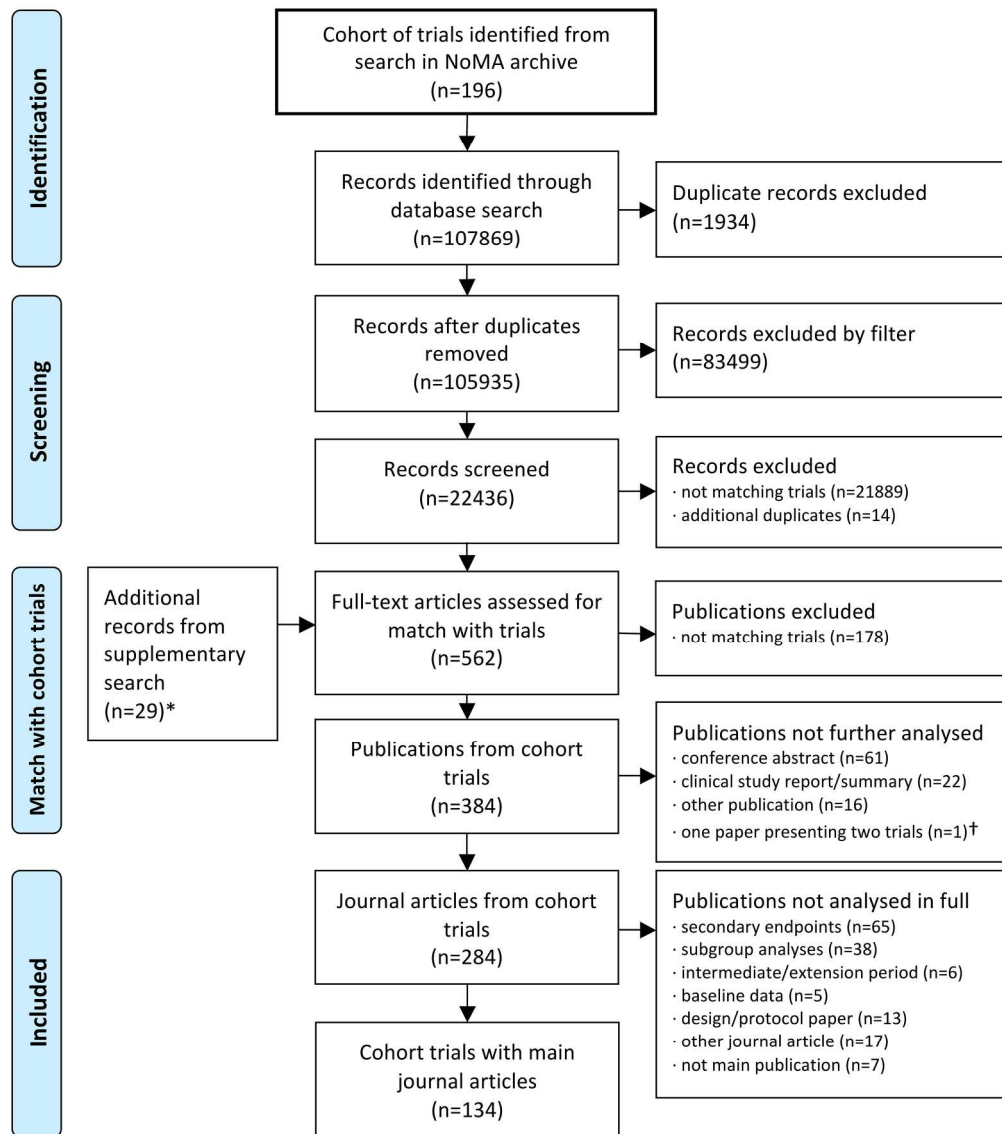 Identification
Cohort of trials identified from
search in NoMA archive
(n=196)
Records identified through
database search
(n=107869)
Duplicate records excluded
(n=1934)
Screening
Records after duplicates
removed
(n=105935)
Records excluded by filter
(n=83499)
Records screened
(n=22436)
Records excluded
· not matching trials (n=21889)
· additional duplicates (n=14)
Match with cohort trials
Additional
records from
supplementary
search
(n=29)*
Full-text articles assessed for
match with trials
(n=562)
Publications excluded
· not matching trials (n=178)
Publications from cohort
trials
(n=384)
Publications not further analysed
· conference abstract (n=61)
· clinical study report/summary (n=22)
· other publication (n=16)
· one paper presenting two trials (n=1)†
Included
Journal articles from cohort
trials
(n=284)
Publications not analysed in full
· secondary endpoints (n=65)
· subgroup analyses (n=38)
· intermediate/extension period (n=6)
· baseline data (n=5)
· design/protocol paper (n=13)
· other journal article (n=17)
· not main publication (n=7)
Cohort trials with main
journal articles
(n=134)